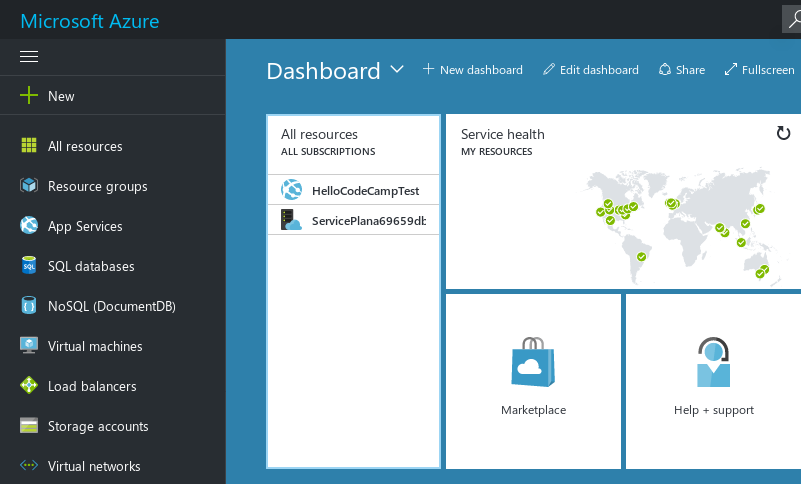 Microsoft Azure
New
All resources
Resource groups
App Services
SQL databases
NoSQL (DocumentDB)
Virtual machines
Load balancers
Storage accounts
Virtual networks
Dashboard
New dashboard
Edit dashboard
Share
Fullscreen
All resources
ALL SUBSCRIPTIONS
HelloCodeCampTest
ServicePlana69659db
Service health
MY RESOURCES
Marketplace
Help + support
SQL